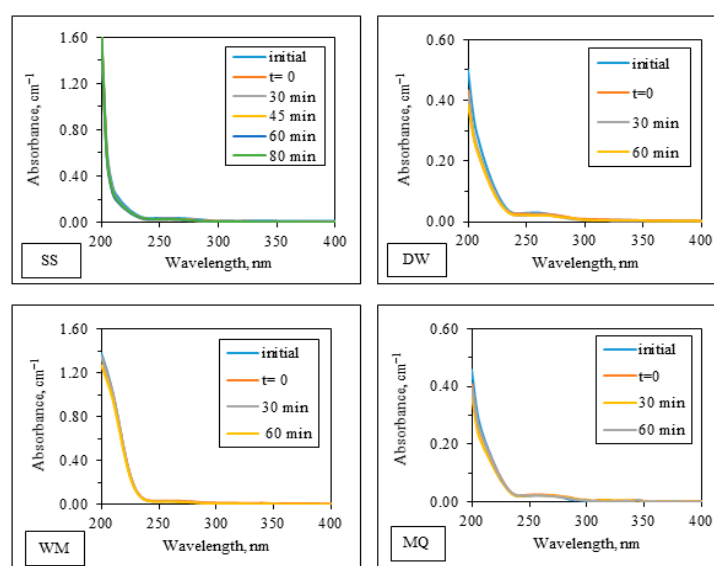 1.60
1.20
0.80
0.40
0.00
Absorbance, cm⁻¹
initial
t= 0
30 min
45 min
60 min
80 min
200 250 300 350 400
Wavelength, nm
SS
0.60
0.40
0.20
0.00
Absorbance, cm⁻¹
initial
t=0
30 min
60 min
200 250 300 350 400
Wavelength, nm
DW
1.60
1.20
0.80
0.40
0.00
Absorbance, cm⁻¹
initial
t= 0
30 min
60 min
200 250 300 350 400
Wavelength, nm
WM
0.60
0.40
0.20
0.00
Absorbance, cm⁻¹
initial
t=0
30 min
60 min
200 250 300 350 400
Wavelength, nm
MQ